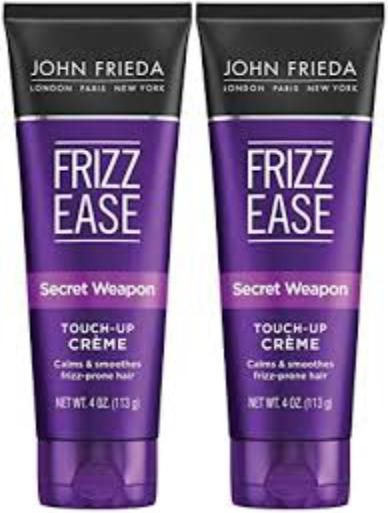 JOHN FRIEDA
LONDON PARIS NEW YORK
FRIZZ
EASE
Secret Weapon
TOUCH-UP
CRÈME
Calms & smoothes
frizz-prone hair
NET WT. 4 OZ. (113 g)
JOHN FRIEDA
LONDON PARIS NEW YORK
FRIZZ
EASE
Secret Weapon
TOUCH-UP
CRÈME
Calms & smoothes
frizz-prone hair
NET WT. 4 OZ. (113 g)